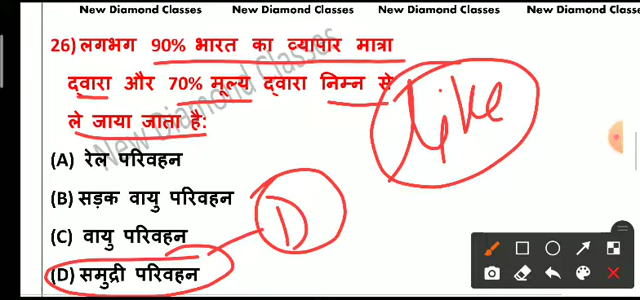 New Diamond Classes New Diamond Classes New Diamond Classes
26) लगभग 90% भारत का व्यापार मात्रा
द्वारा और 70% मूल्य द्वारा निम्न से
ले जाया जाता है:
Like
New Diamond Classes
(A) रेल परिवहन
(B) सड़क वायु परिवहन
D
(C) वायु परिवहन
(D) समुद्री परिवहन